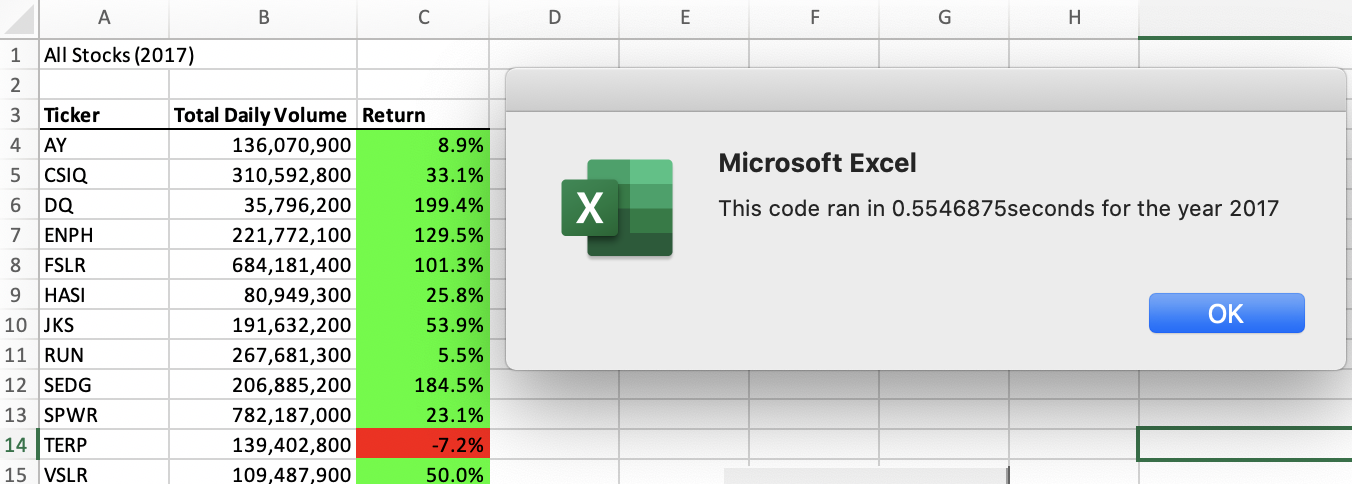 A B C D E F G H
1 All Stocks (2017)
2
3 Ticker Total Daily Volume Return
4 AY 136,070,900 8.9%
5 CSIQ 310,592,800 33.1%
6 DQ 35,796,200 199.4%
7 ENPH 221,772,100 129.5%
8 FSLR 684,181,400 101.3%
9 HASI 80,949,300 25.8%
10 JKS 191,632,200 53.9%
11 RUN 267,681,300 5.5%
12 SEDG 206,885,200 184.5%
13 SPWR 782,187,000 23.1%
14 TERP 139,402,800 -7.2%
15 VSLR 109,487,900 50.0%
X
Microsoft Excel
This code ran in 0.5546875seconds for the year 2017
OK